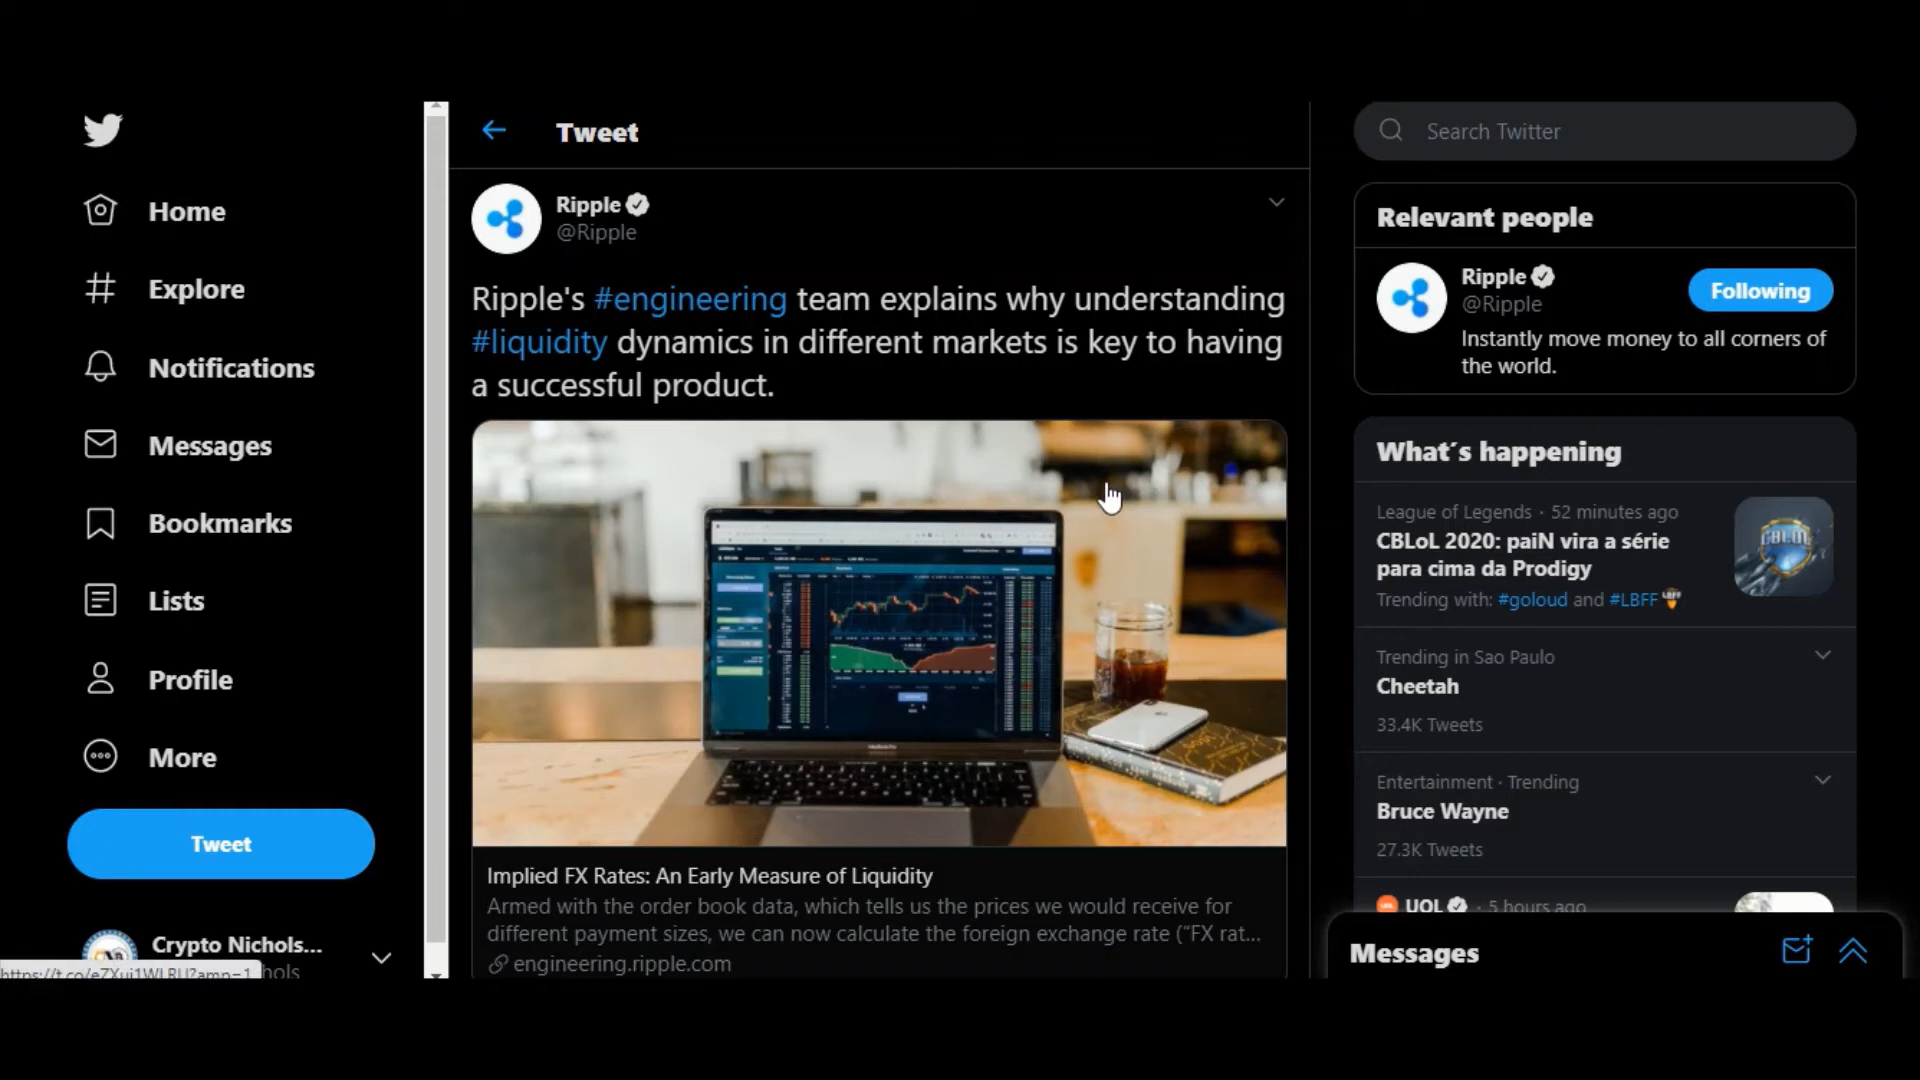 Home
Explore
Notifications
Messages
Bookmarks
Lists
Profile
More
Tweet
Crypto Nichols...
hols
Tweet
Ripple
@Ripple
Ripple's #engineering team explains why understanding
#liquidity dynamics in different markets is key to having
a successful product.
Implied FX Rates: An Early Measure of Liquidity
Armed with the order book data, which tells us the prices we would receive for
different payment sizes, we can now calculate the foreign exchange rate (“FX rat...
engineering.ripple.com
Search Twitter
Relevant people
Ripple
@Ripple
Following
Instantly move money to all corners of
the world.
What´s happening
League of Legends · 52 minutes ago
CBLoL 2020: paiN vira a série
para cima da Prodigy
Trending with: #goloud and #LBFF
CBLOL
Trending in Sao Paulo
Cheetah
33.4K Tweets
Entertainment · Trending
Bruce Wayne
27.3K Tweets
UOL · 5 hours ago
Messages